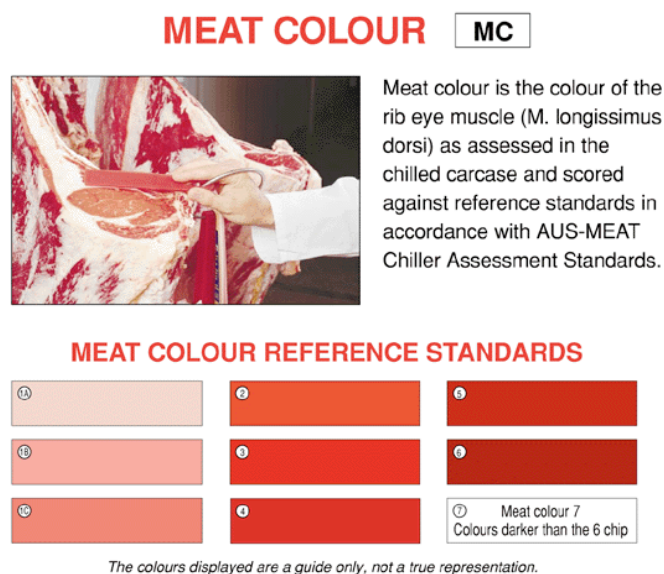 MEAT COLOUR MC
Meat colour is the colour of the
rib eye muscle (M. longissimus
dorsi) as assessed in the
chilled carcase and scored
against reference standards in
accordance with AUS-MEAT
Chiller Assessment Standards.
MEAT COLOUR REFERENCE STANDARDS
1A
2
5
1B
3
6
1C
4
7 Meat colour 7
Colours darker than the 6 chip
The colours displayed are a guide only, not a true representation.